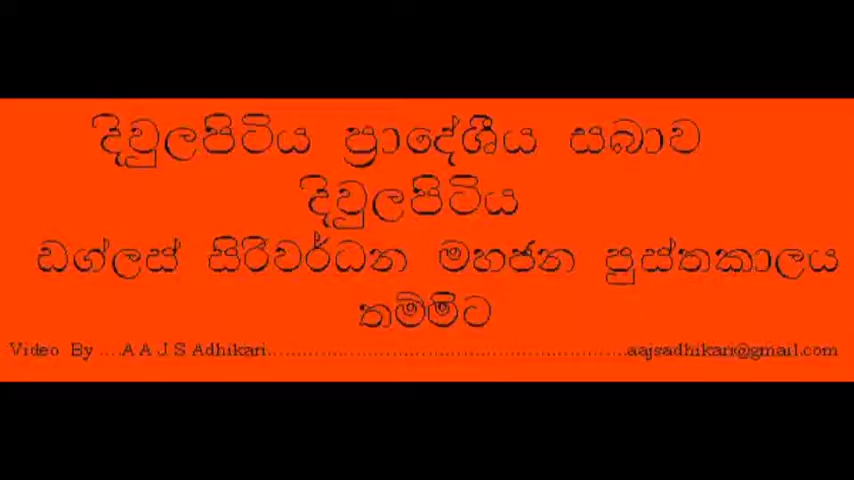 දිවුලපිටිය ප්‍රාදේශීය සභාව
දිවුලපිටිය
ඩග්ලස් සිරිවර්ධන මහජන පුස්තකාලය
තම්මිට
Video By ....A A J S Adhikari..................................................................aajsadhikari@gmail.com